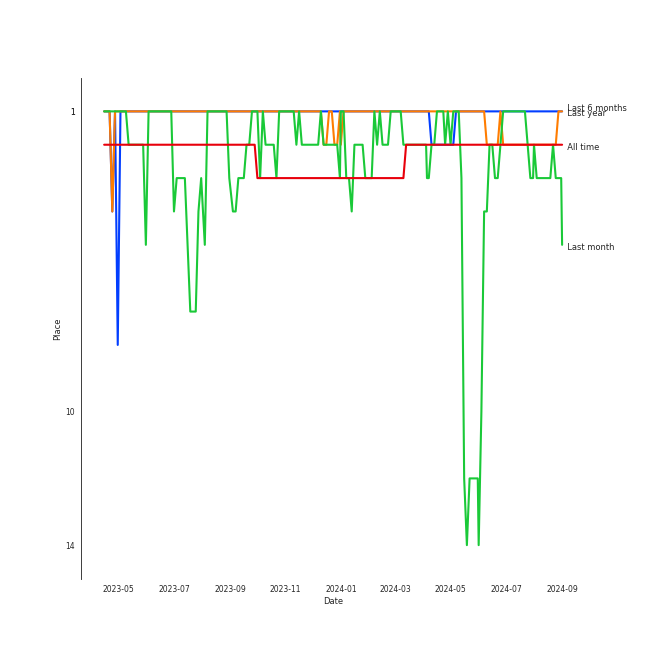 1
10
14
Place
2023-05
2023-07
2023-09
2023-11
2024-01
2024-03
2024-05
2024-07
2024-09
Date
Last 6 months
Last year
All time
Last month